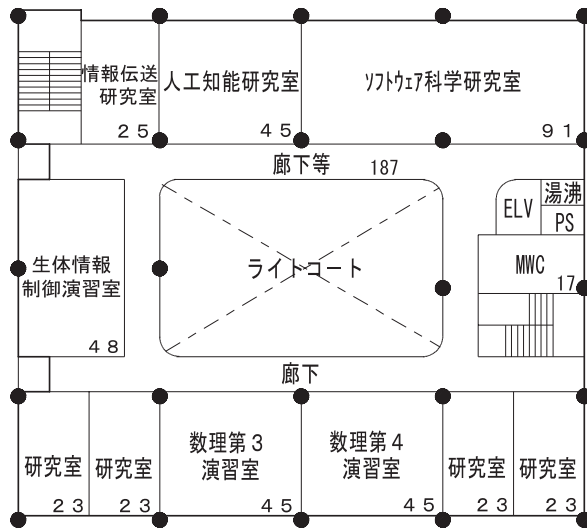 情報伝送
研究室
２５
人工知能研究室
４５
ソフトウェア科学研究室
９１
廊下等 187
ELV
湯沸
PS
生体情報
制御演習室
４８
ライトコート
MWC
17
廊下
研究室
２３
研究室
２３
数理第３
演習室
４５
数理第４
演習室
４５
研究室
２３
研究室
２３